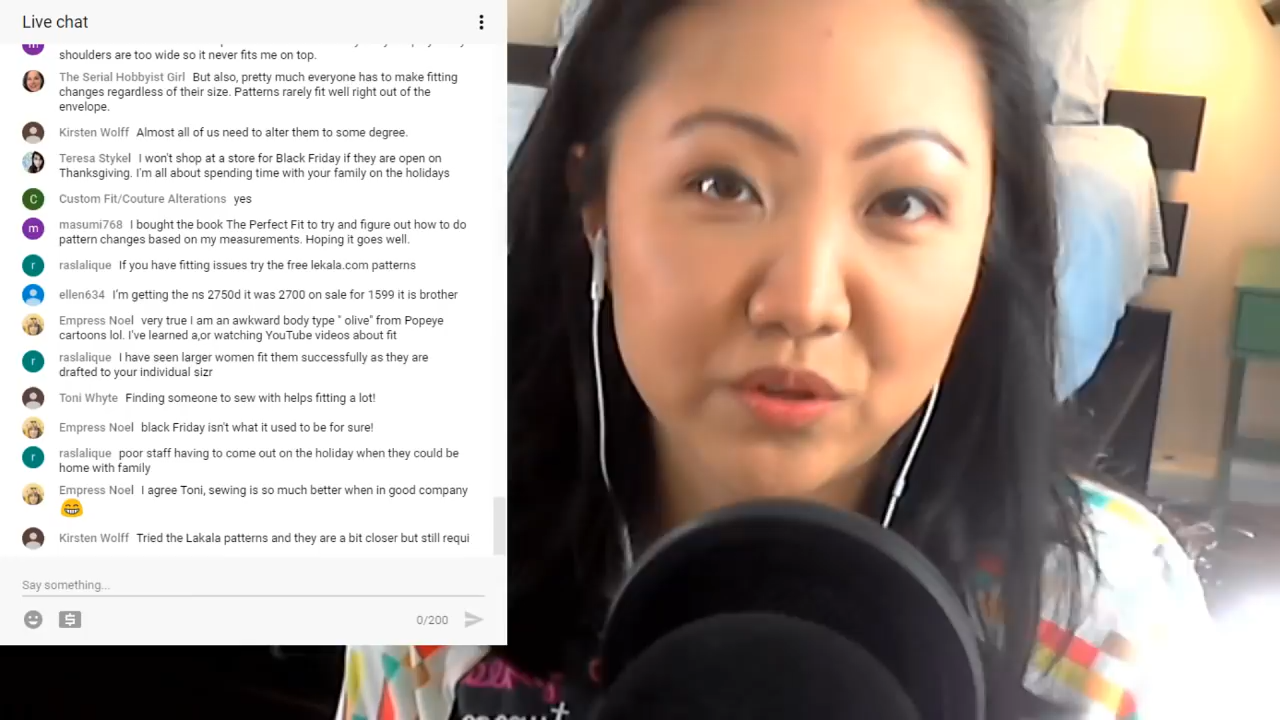 Live chat
shoulders are too wide so it never fits me on top.
The Serial Hobbyist Girl But also, pretty much everyone has to make fitting
changes regardless of their size. Patterns rarely fit well right out of the
envelope.
Kirsten Wolff Almost all of us need to alter them to some degree.
Teresa Stykel I won't shop at a store for Black Friday if they are open on
Thanksgiving. I'm all about spending time with your family on the holidays
C Custom Fit/Couture Alterations yes
m masumi768 I bought the book The Perfect Fit to try and figure out how to do
pattern changes based on my measurements. Hoping it goes well.
r raslalique If you have fitting issues try the free lekala.com patterns
ellen634 I'm getting the ns 2750d it was 2700 on sale for 1599 it is brother
Empress Noel very true I am an awkward body type " olive" from Popeye
cartoons lol. I've learned a,or watching YouTube videos about fit
r raslalique I have seen larger women fit them successfully as they are
drafted to your individual sizr
Toni Whyte Finding someone to sew with helps fitting a lot!
Empress Noel black Friday isn't what it used to be for sure!
r raslalique poor staff having to come out on the holiday when they could be
home with family
Empress Noel I agree Toni, sewing is so much better when in good company
Kirsten Wolff Tried the Lakala patterns and they are a bit closer but still requi
Say something...
$ 0/200